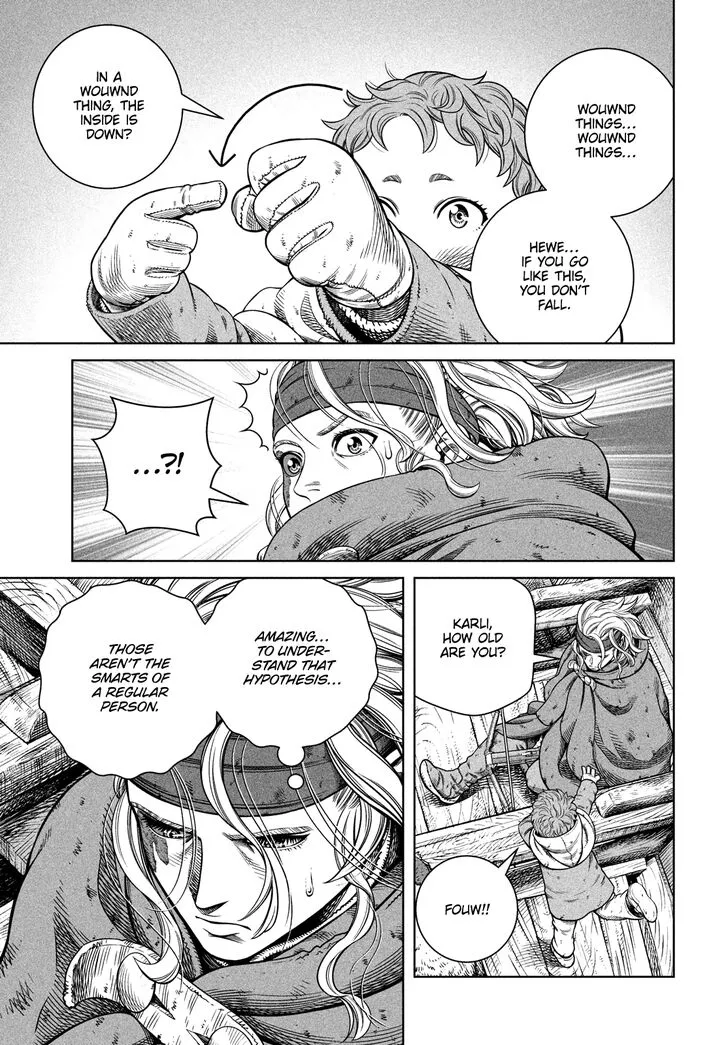 WOUWND
THINGS...
WOUWND
THINGS...
HEWE...
IF YOU GO
LIKE THIS,
YOU DON'T
FALL.
IN A
WOUWND
THING, THE
INSIDE IS
DOWN?
...?!
KARLI,
HOW OLD
ARE YOU?
FOUW!!
AMAZING...
TO UNDER-
STAND THAT
HYPOTHESIS...
THOSE
AREN'T THE
SMARTS OF
A REGULAR
PERSON.